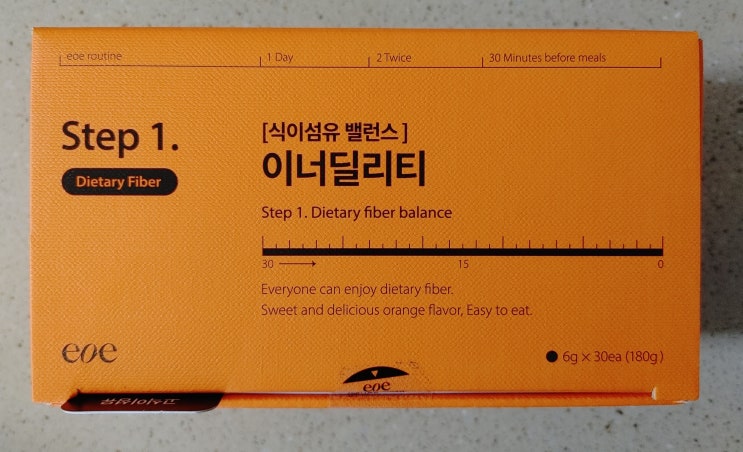 eoe routine
1 Day
2 Twice
30 Minutes before meals
Step 1.
Dietary Fiber
[식이섬유 밸런스]
이너딜리티
Step 1. Dietary fiber balance
30
15
0
Everyone can enjoy dietary fiber.
Sweet and delicious orange flavor, Easy to eat.
eoe
6g × 30ea (180g)
eoe